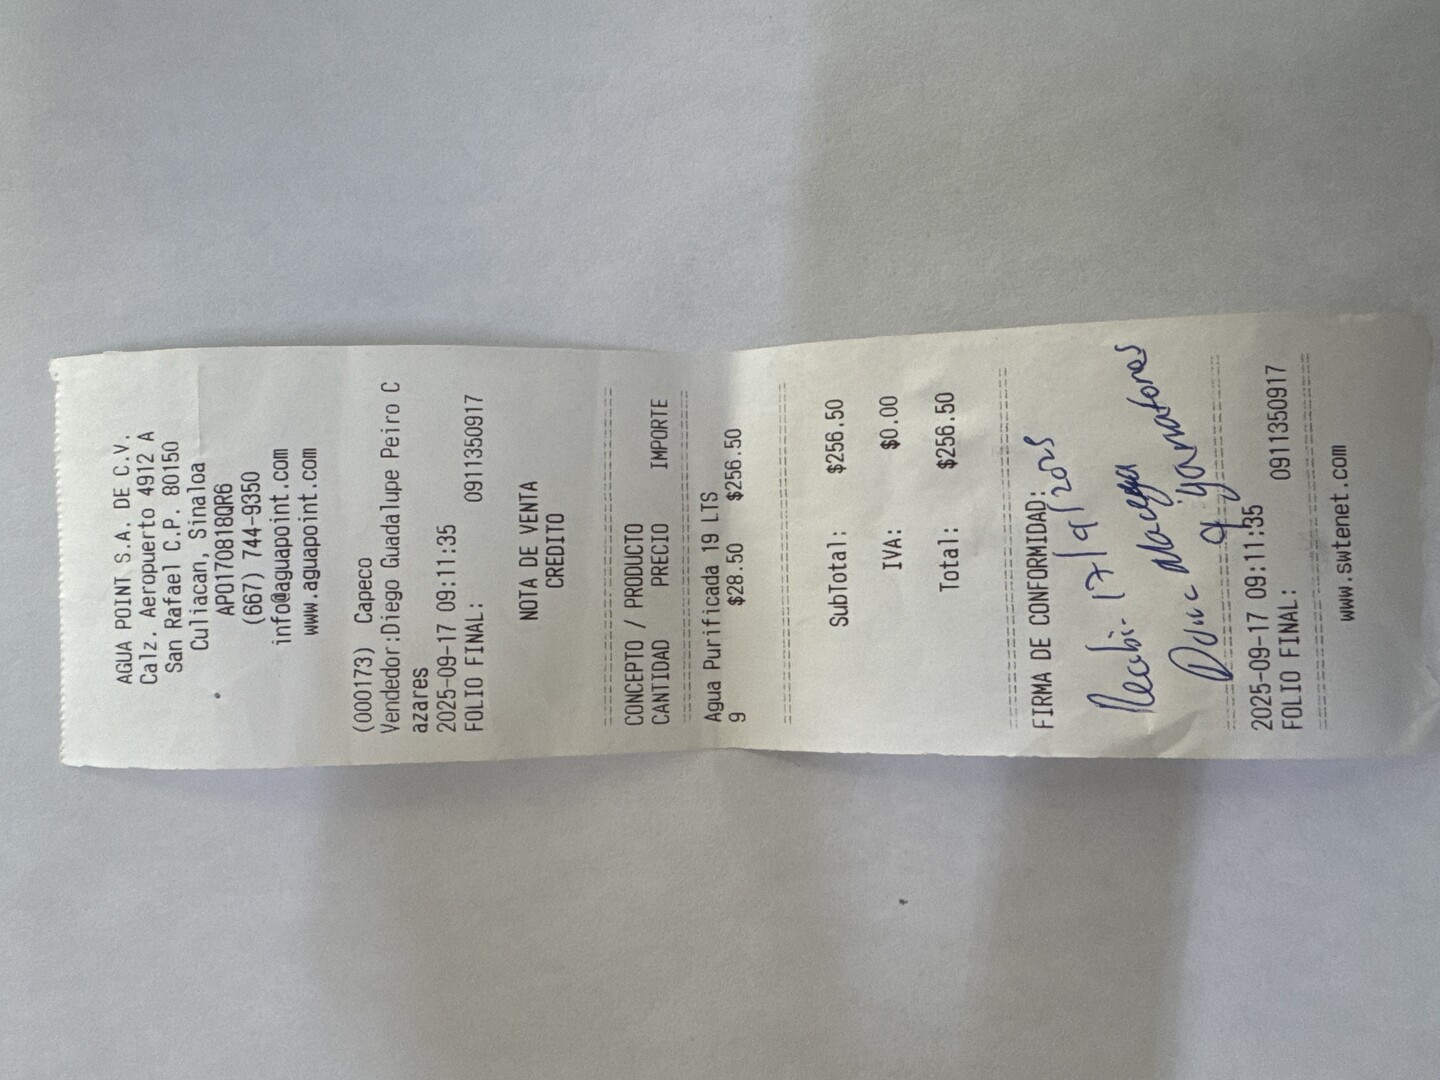 AGUA POINT S.A. DE C.V.
Calz. Aeropuerto 4912 A
San Rafael C.P. 80150
Culiacan, Sinaloa
APO170818QR6
(667) 744-9350
info@aguapoint.com
www.aguapoint.com
(000173) Capeco
Vendedor:Diego Guadalupe Peiro C
azares
2025-09-17 09:11:35
FOLIO FINAL: 0911350917
NOTA DE VENTA
CREDITO
CONCEPTO / PRODUCTO
CANTIDAD PRECIO IMPORTE
Agua Purificada 19 LTS
9 $28.50 $256.50
SubTotal: $256.50
IVA: $0.00
Total: $256.50
FIRMA DE CONFORMIDAD:
Recibi- 17/9/2025
9 garrafones
2025-09-17 09:11:35
FOLIO FINAL: 0911350917
www.swtenet.com